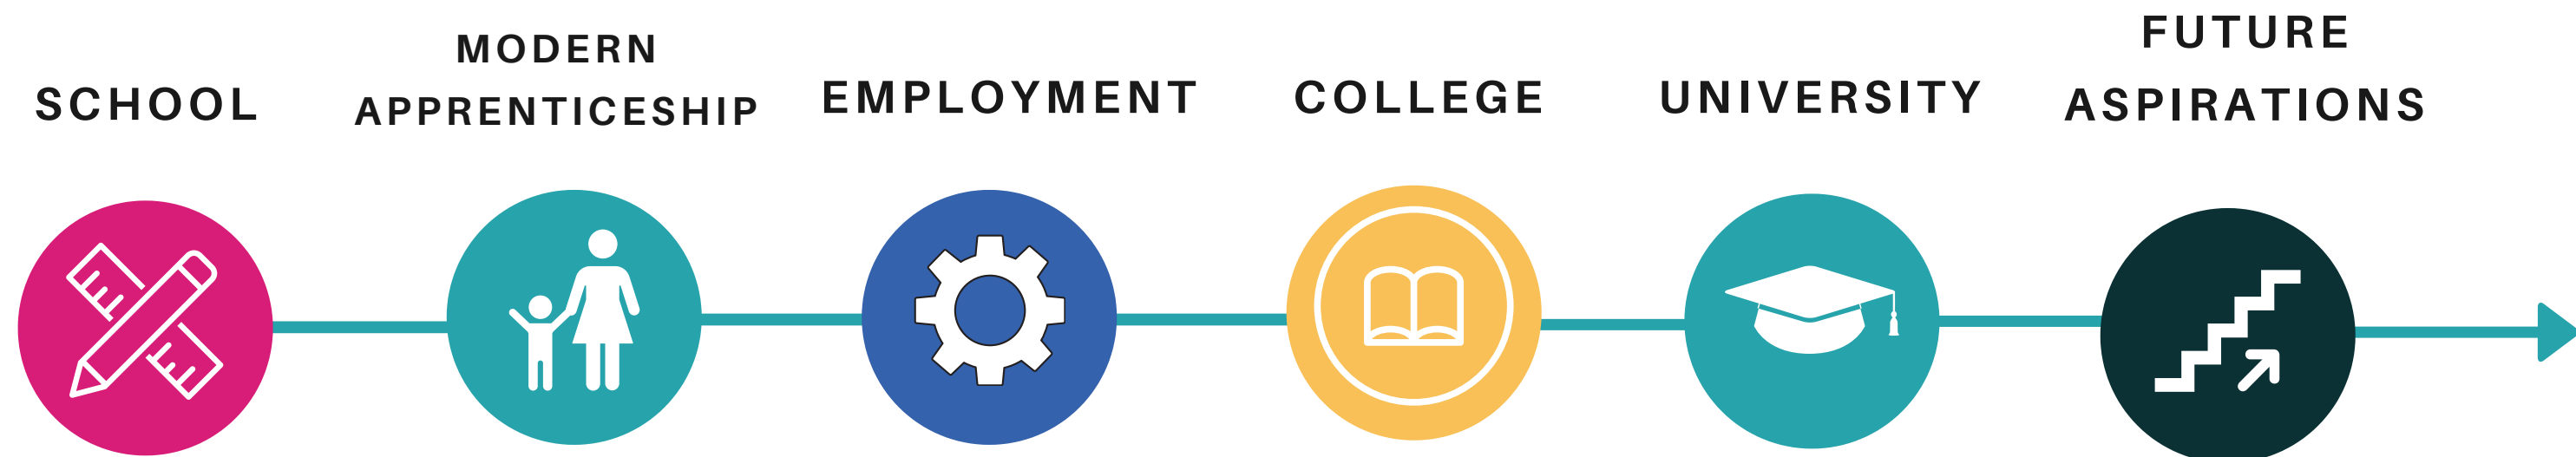 SCHOOL
MODERN
APPRENTICESHIP
EMPLOYMENT
COLLEGE
UNIVERSITY
FUTURE
ASPIRATIONS